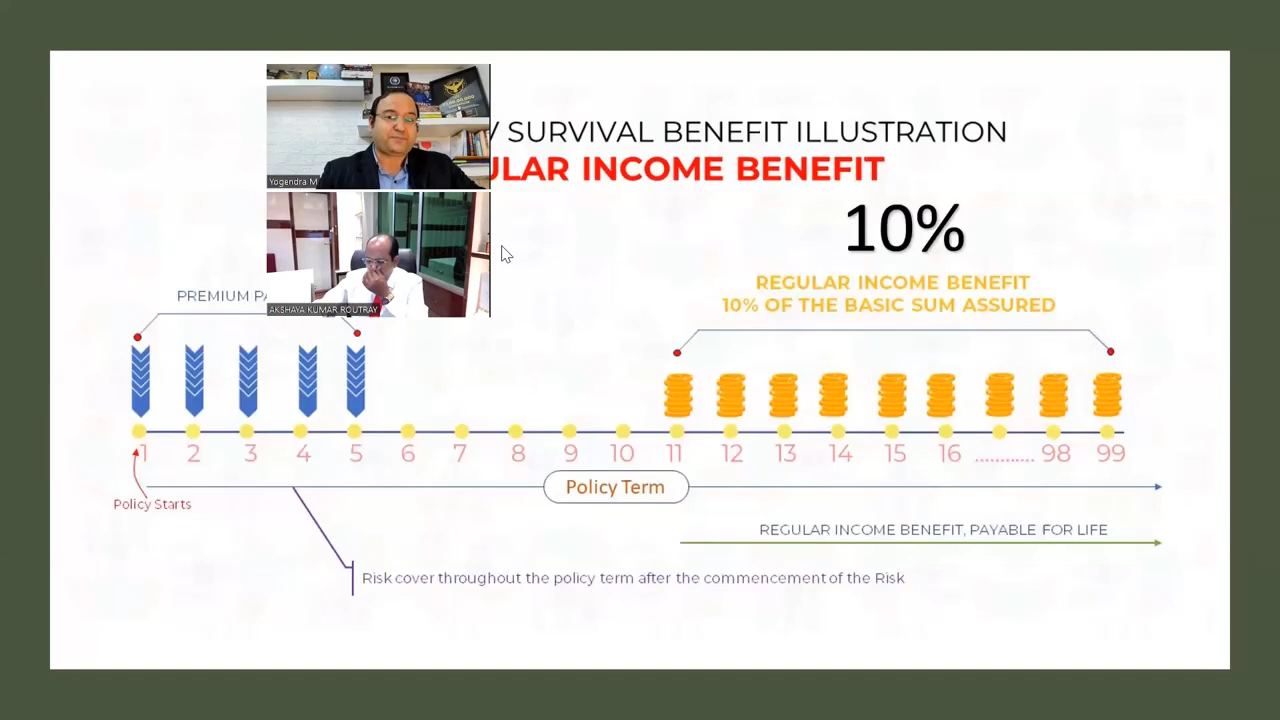 SURVIVAL BENEFIT ILLUSTRATION
ULAR INCOME BENEFIT
Yogendra M
10%
REGULAR INCOME BENEFIT
10% OF THE BASIC SUM ASSURED
PREMIUM PA
AKSHAYA KUMAR ROUTRAY
1 2 3 4 5 6 7 8 9 10 11 12 13 14 15 16 ............ 98 99
Policy Term
Policy Starts
REGULAR INCOME BENEFIT, PAYABLE FOR LIFE
Risk cover throughout the policy term after the commencement of the Risk